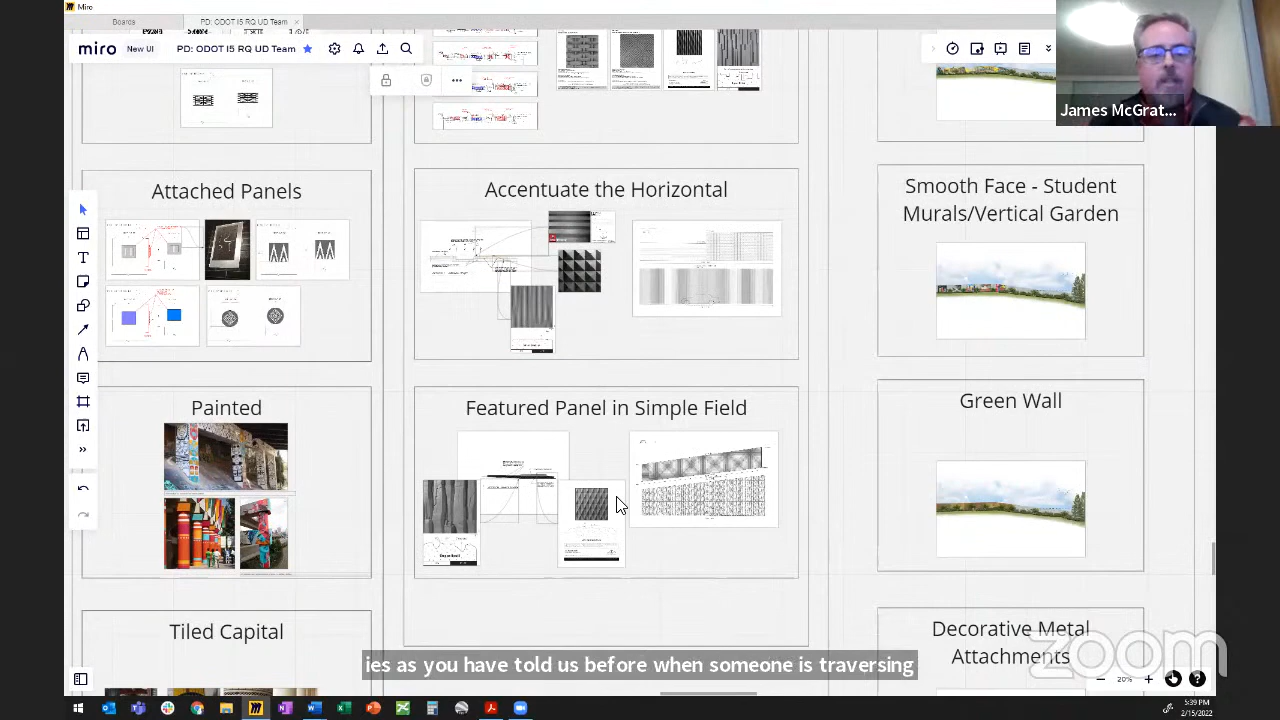 Miro
Boards
PD: ODOT I5 RQ UD Team
miro
New UI
PD: ODOT I5 RQ UD Team
James McGrat...
Attached Panels
Accentuate the Horizontal
Smooth Face - Student
Murals/Vertical Garden
Painted
Featured Panel in Simple Field
Green Wall
Tiled Capital
Decorative Metal
Attachments
ies as you have told us before when someone is traversing
zoom
20%
5:39 PM
2/15/2022